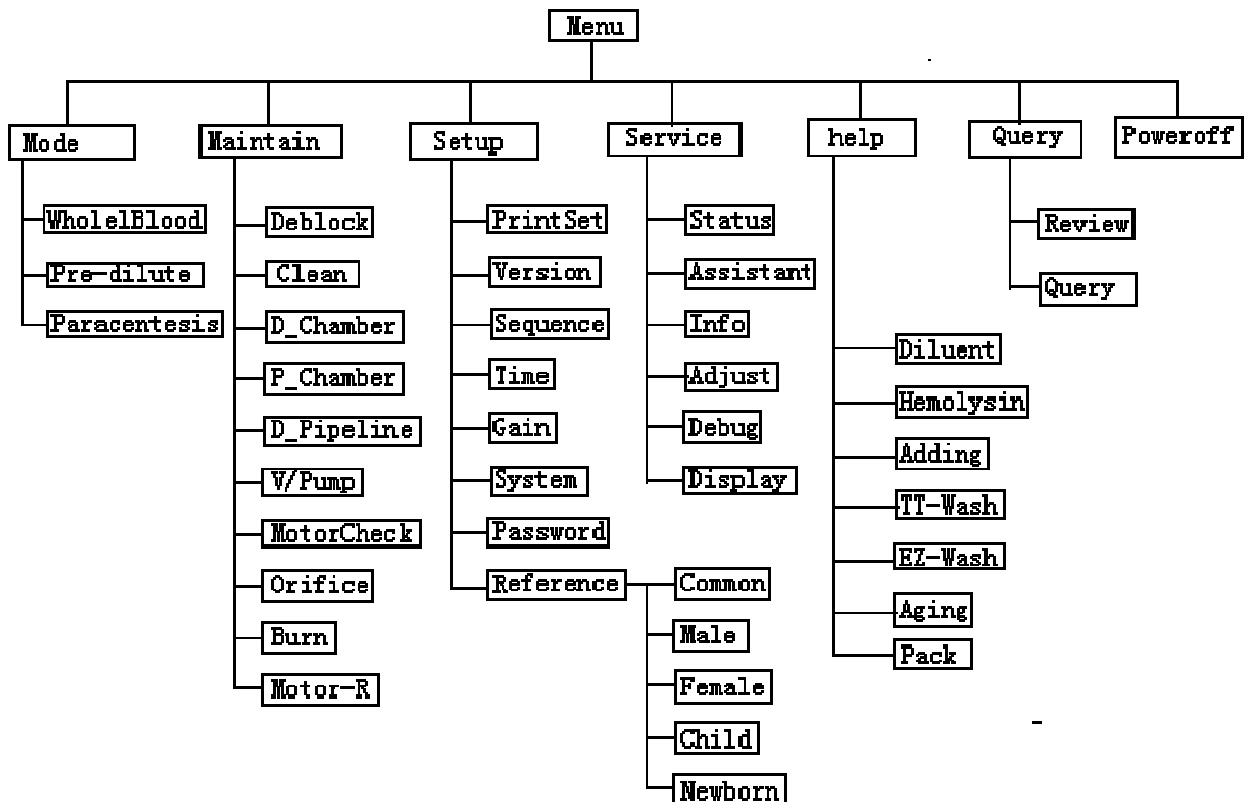 Menu
Mode
Maintain
Setup
Service
help
Query
Poweroff
WholelBlood
Pre-dilute
Paracentesis
Deblock
Clean
D_Chamber
P_Chamber
D_Pipeline
V/Pump
MotorCheck
Orifice
Burn
Motor-R
PrintSet
Version
Sequence
Time
Gain
System
Password
Reference
Common
Male
Female
Child
Newborn
Status
Assistant
Info
Adjust
Debug
Display
Diluent
Hemolysin
Adding
TT-Wash
EZ-Wash
Aging
Pack
Review
Query